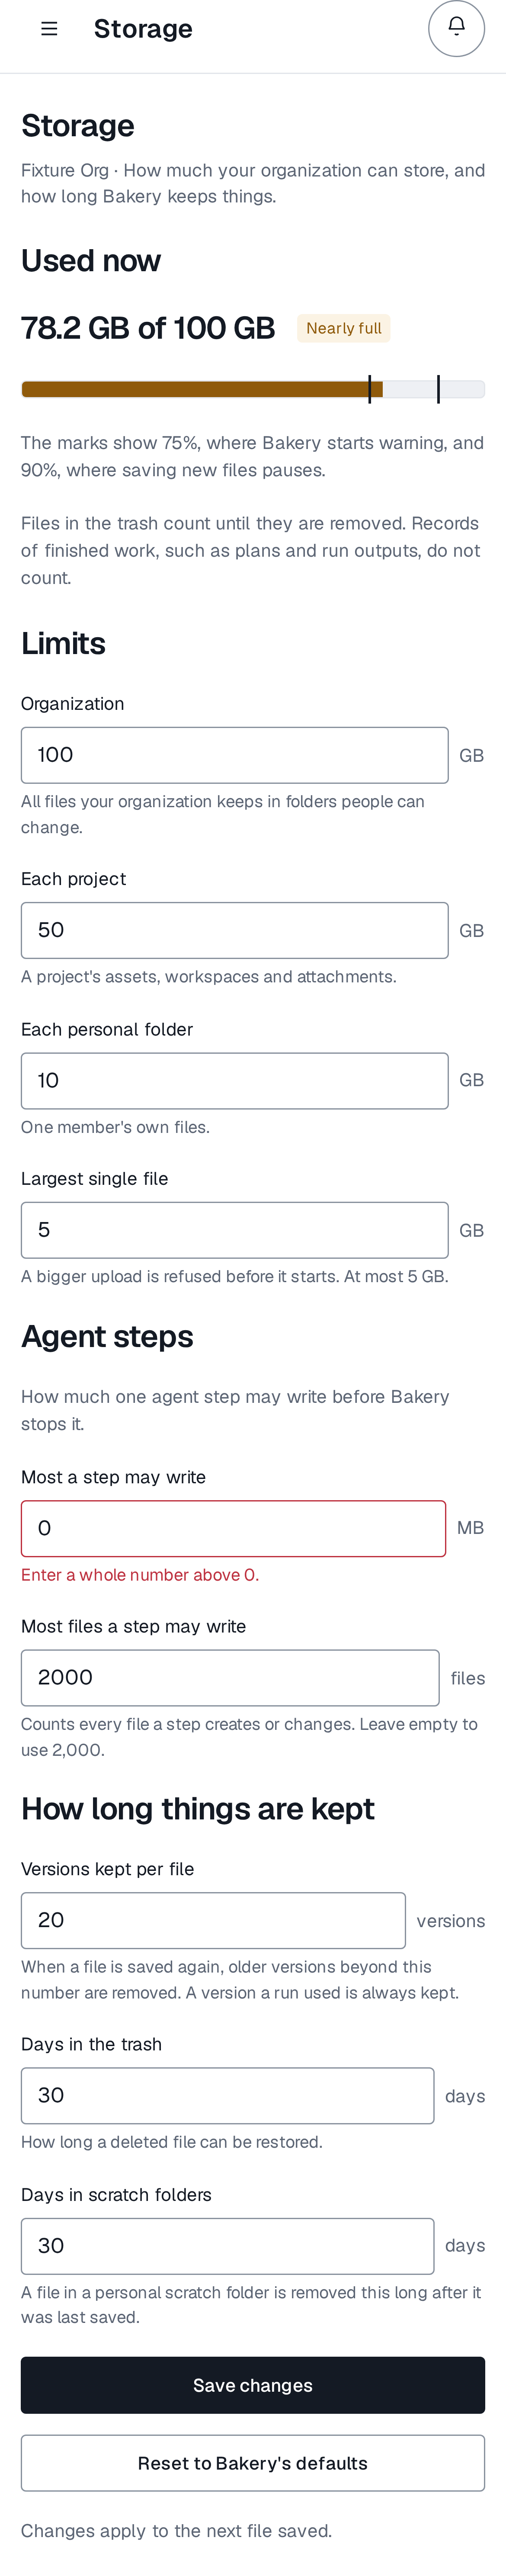 Storage
Storage
Fixture Org · How much your organization can store, and
how long Bakery keeps things.
Used now
78.2 GB of 100 GB
Nearly full
The marks show 75%, where Bakery starts warning, and
90%, where saving new files pauses.
Files in the trash count until they are removed. Records
of finished work, such as plans and run outputs, do not
count.
Limits
Organization
100
GB
All files your organization keeps in folders people can
change.
Each project
50
GB
A project's assets, workspaces and attachments.
Each personal folder
10
GB
One member's own files.
Largest single file
5
GB
A bigger upload is refused before it starts. At most 5 GB.
Agent steps
How much one agent step may write before Bakery
stops it.
Most a step may write
0
MB
Enter a whole number above 0.
Most files a step may write
2000
files
Counts every file a step creates or changes. Leave empty to
use 2,000.
How long things are kept
Versions kept per file
20
versions
When a file is saved again, older versions beyond this
number are removed. A version a run used is always kept.
Days in the trash
30
days
How long a deleted file can be restored.
Days in scratch folders
30
days
A file in a personal scratch folder is removed this long after it
was last saved.
Save changes
Reset to Bakery's defaults
Changes apply to the next file saved.